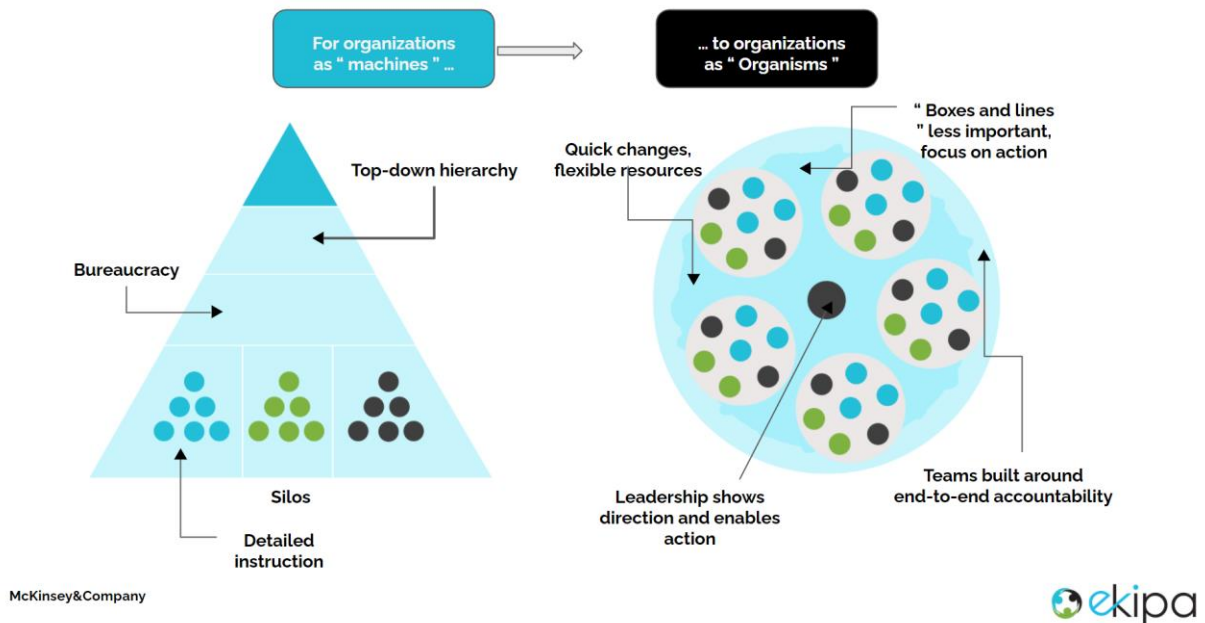 For organizations
as “ machines ” ...
... to organizations
as “ Organisms ”
Top-down hierarchy
Bureaucracy
Silos
Detailed
instruction
Quick changes,
flexible resources
“ Boxes and lines
” less important,
focus on action
Leadership shows
direction and enables
action
Teams built around
end-to-end accountability
McKinsey&Company
ekipa